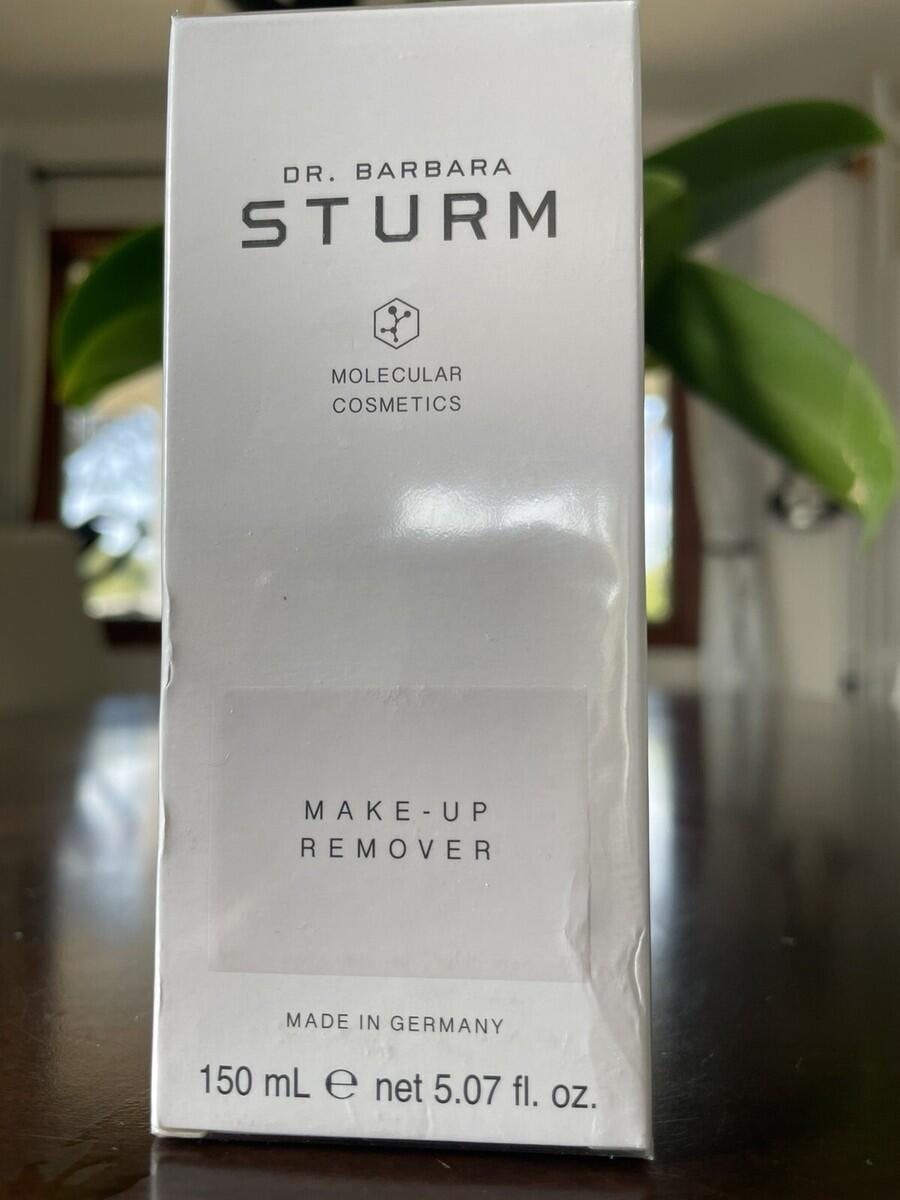 DR. BARBARA
STURM
MOLECULAR
COSMETICS
MAKE-UP
REMOVER
MADE IN GERMANY
150 mL ℮ net 5.07 fl. oz.